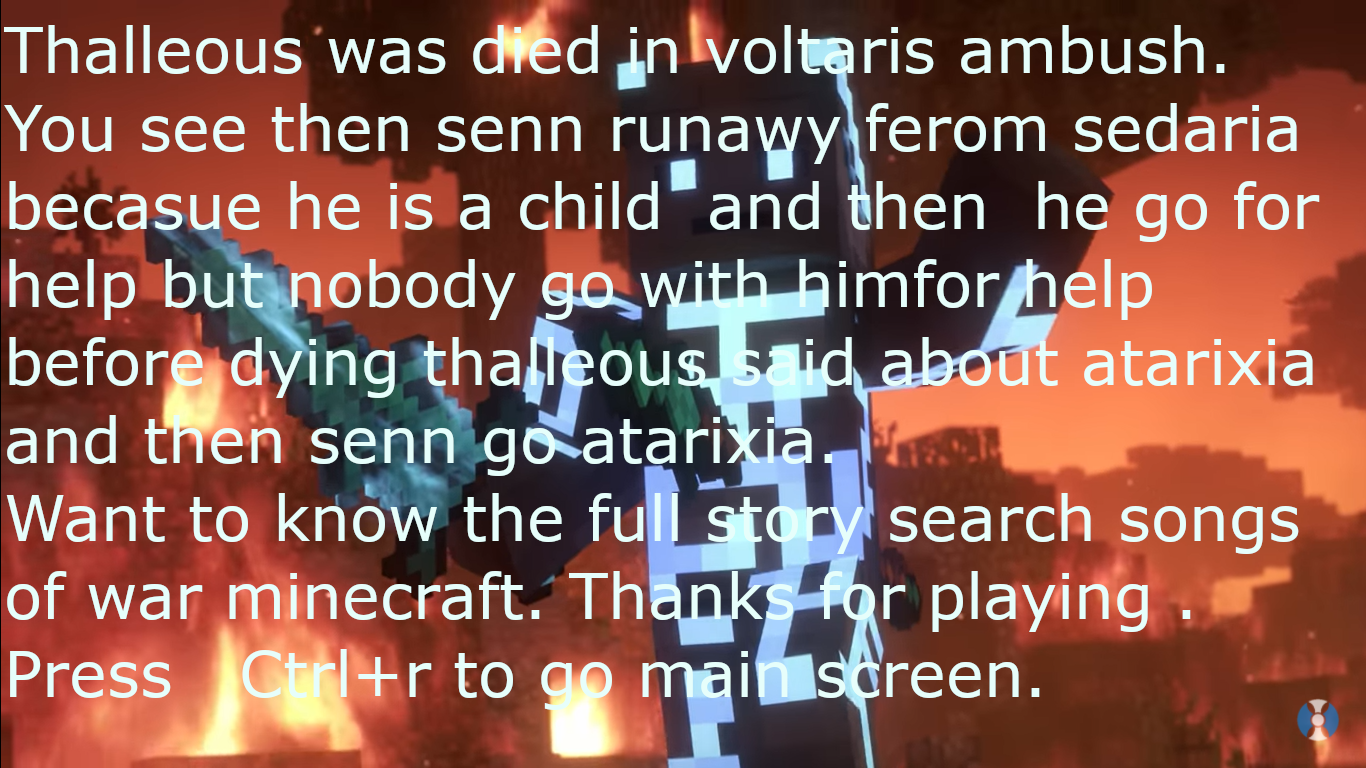 Thalleous was died in voltaris ambush.
You see then senn runawy ferom sedaria
becasue he is a child  and then  he go for
help but nobody go with himfor help
before dying thalleous said about atarixia
and then senn go atarixia.
Want to know the full story search songs
of war minecraft. Thanks for playing .
Press   Ctrl+r to go main screen.